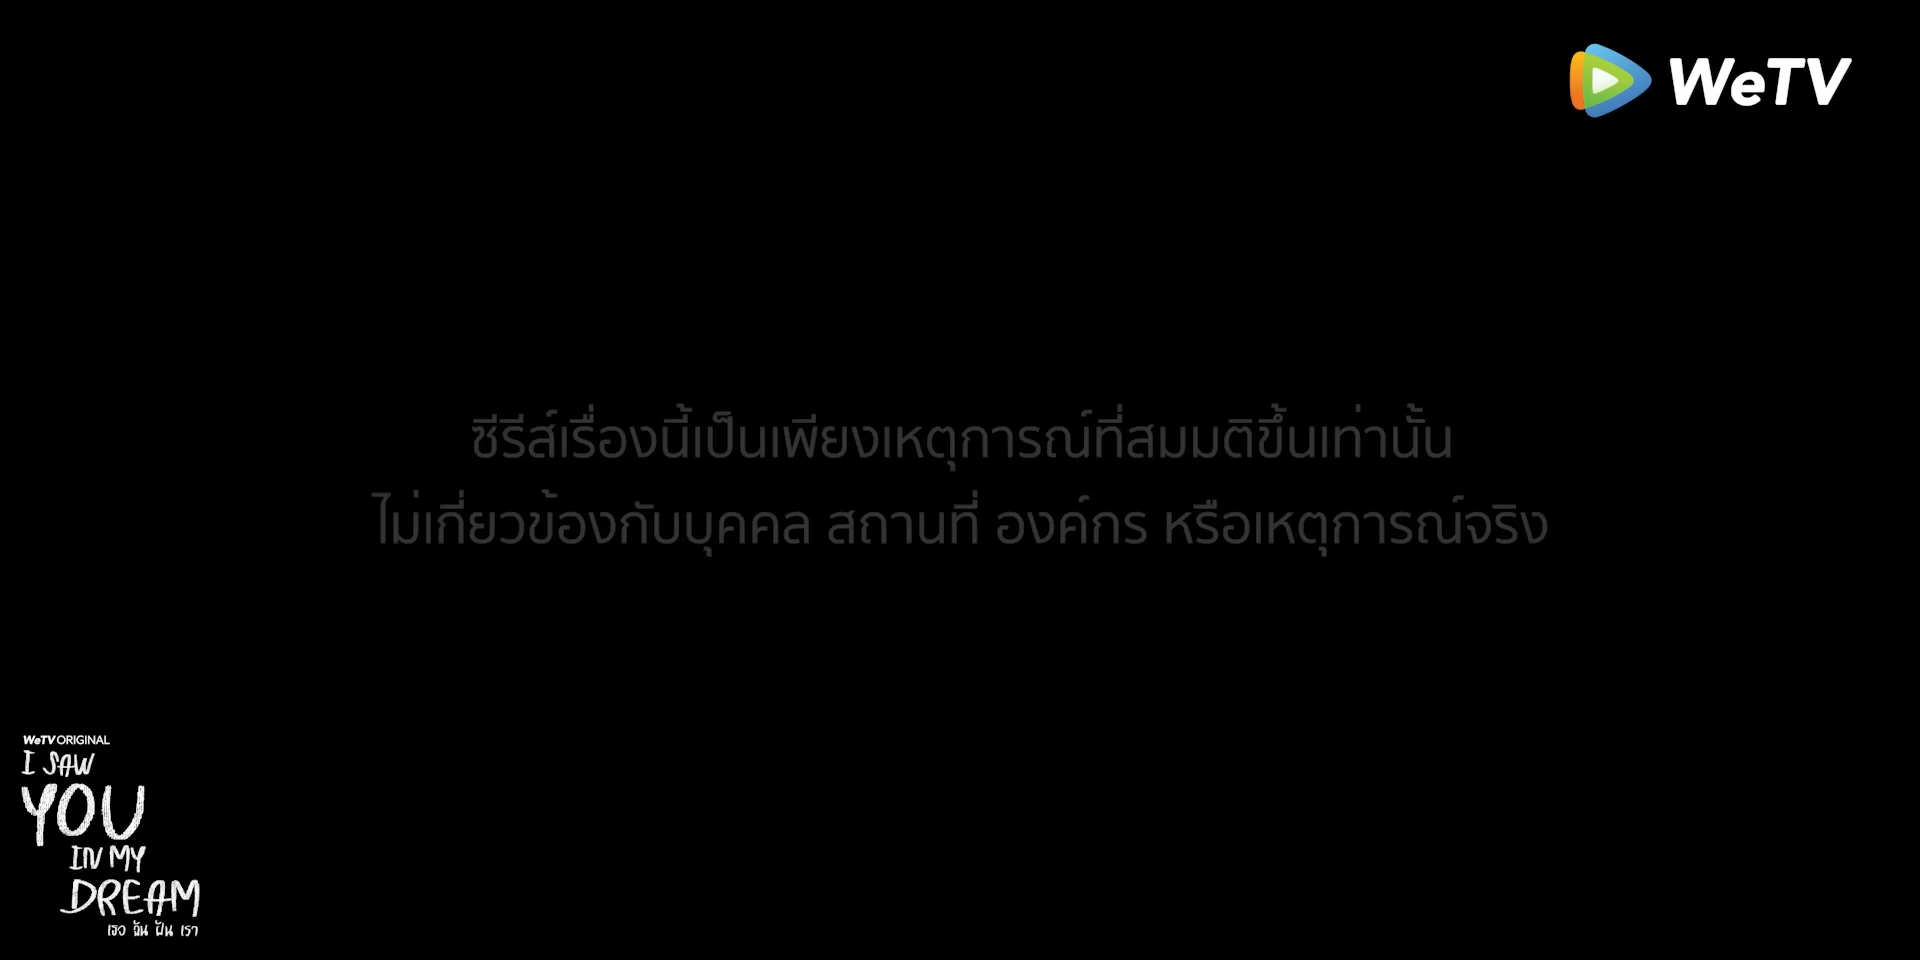 WeTV
ซีรีส์เรื่องนี้เป็นเพียงเหตุการณ์ที่สมมติขึ้นเท่านั้น
ไม่เกี่ยวข้องกับบุคคล สถานที่ องค์กร หรือเหตุการณ์จริง
WeTV ORIGINAL
I SAW
YOU
IN MY
DREAM
เธอ ฉัน ฝัน เรา